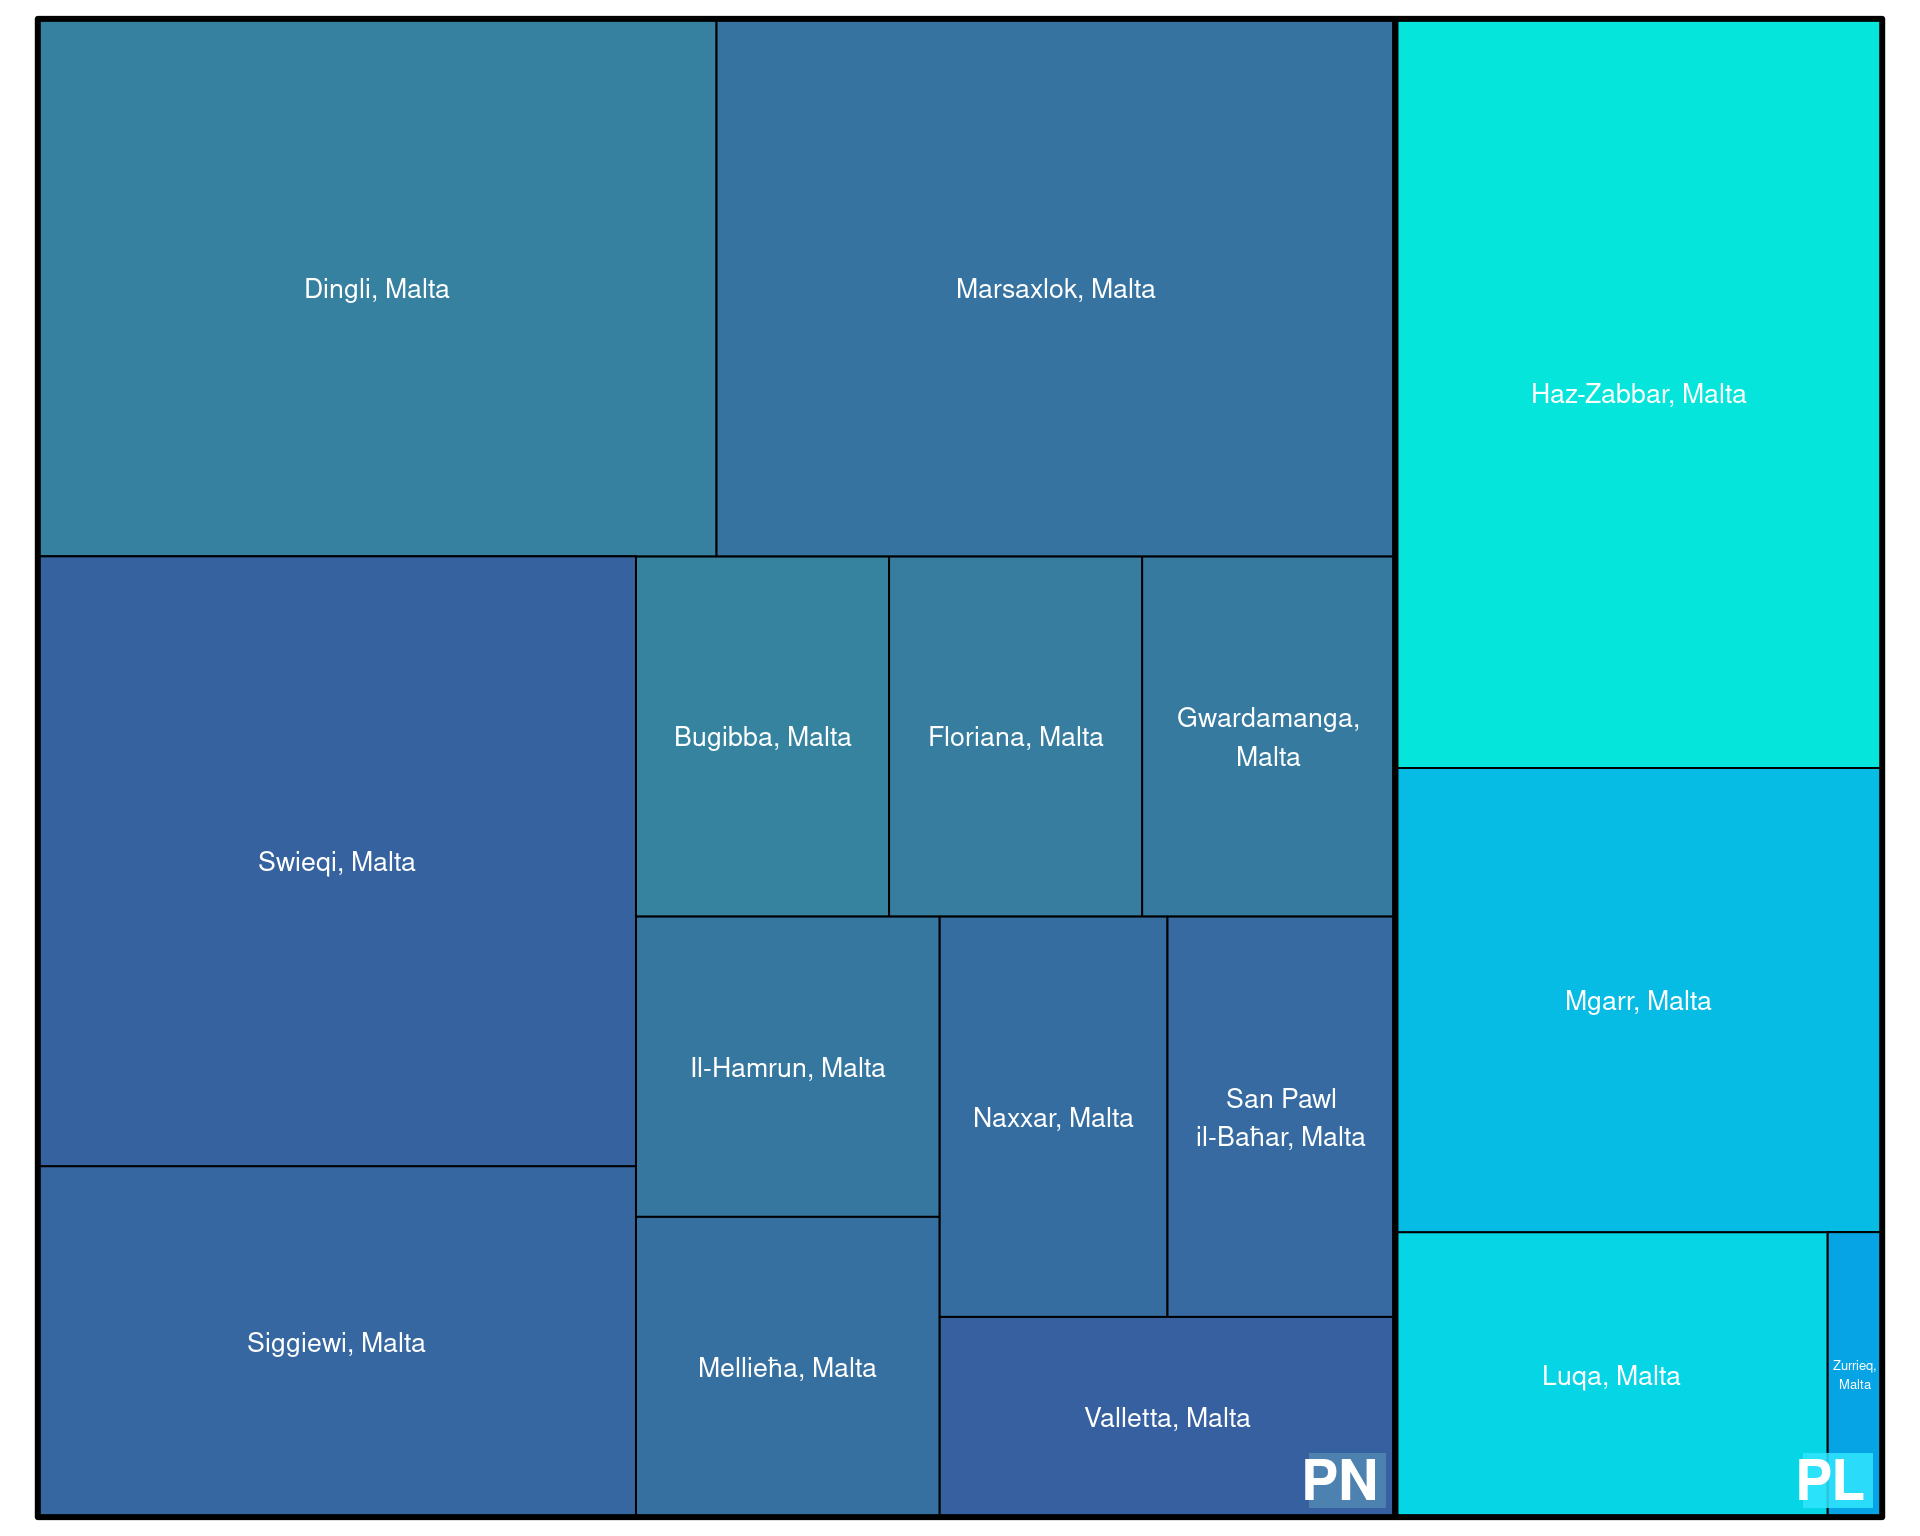 Dingli, Malta
Marsaxlok, Malta
Haz-Zabbar, Malta
Swieqi, Malta
Bugibba, Malta
Floriana, Malta
Gwardamanga,
Malta
Mgarr, Malta
Il-Hamrun, Malta
Naxxar, Malta
San Pawl
il-Baħar, Malta
Siggiewi, Malta
Mellieħa, Malta
Valletta, Malta
Luqa, Malta
Zurrieq,
Malta
PN
PL